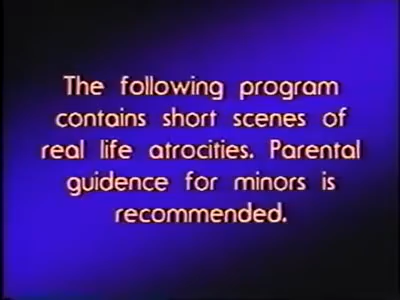 The following program
contains short scenes of
real life atrocities. Parental
guidence for minors is
recommended.